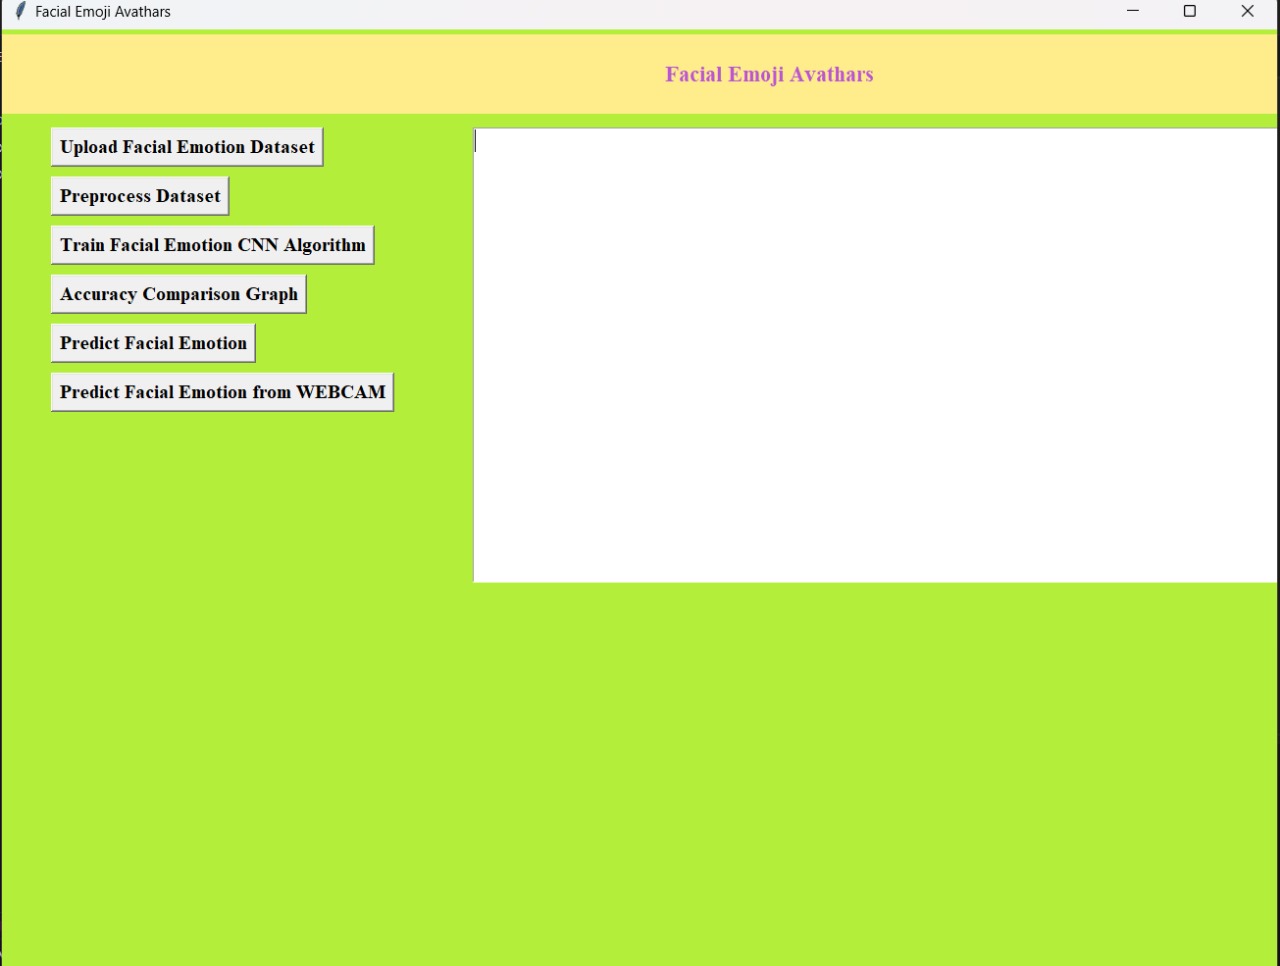 Facial Emoji Avathars
Facial Emoji Avathars
Upload Facial Emotion Dataset
Preprocess Dataset
Train Facial Emotion CNN Algorithm
Accuracy Comparison Graph
Predict Facial Emotion
Predict Facial Emotion from WEBCAM